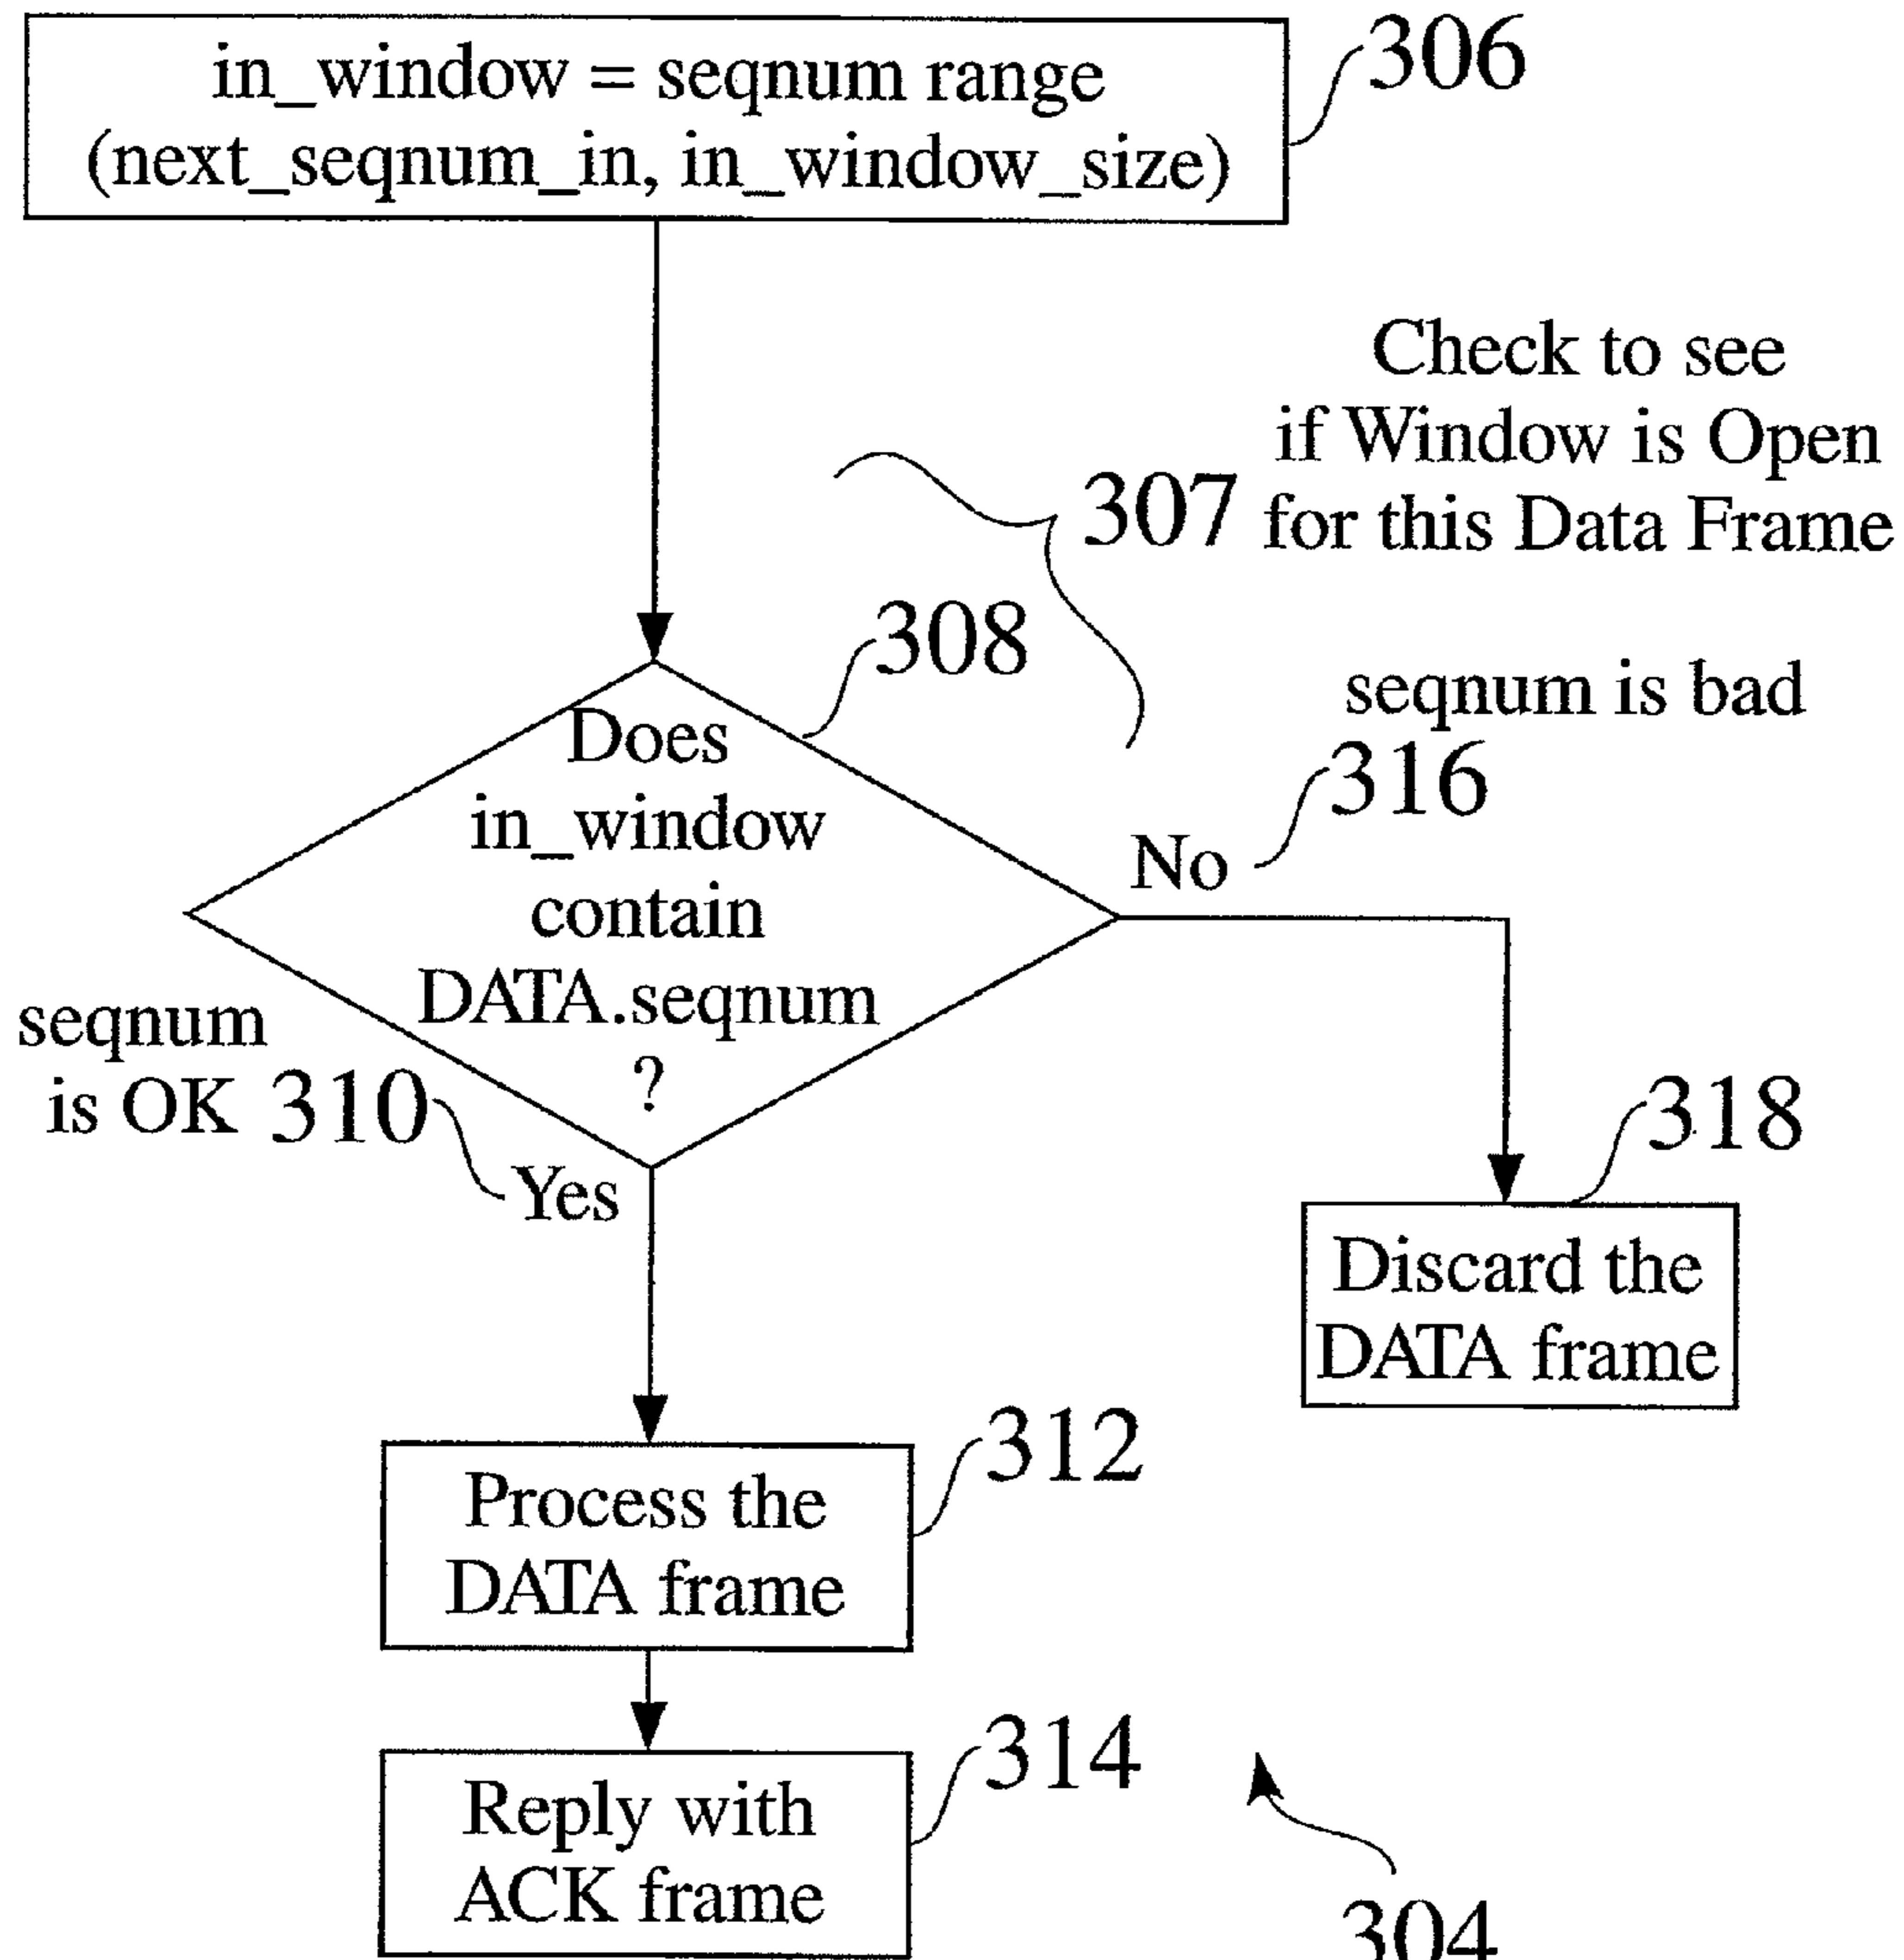 in_window = seqnum range
(next_seqnum_in, in_window_size)
306
Check to see
if Window is Open
for this Data Frame
307
308
seqnum is bad
316
Does
in_window
contain
DATA.seqnum
?
No
seqnum
is OK 310
Yes
318
Discard the
DATA frame
312
Process the
DATA frame
314
Reply with
ACK frame
304